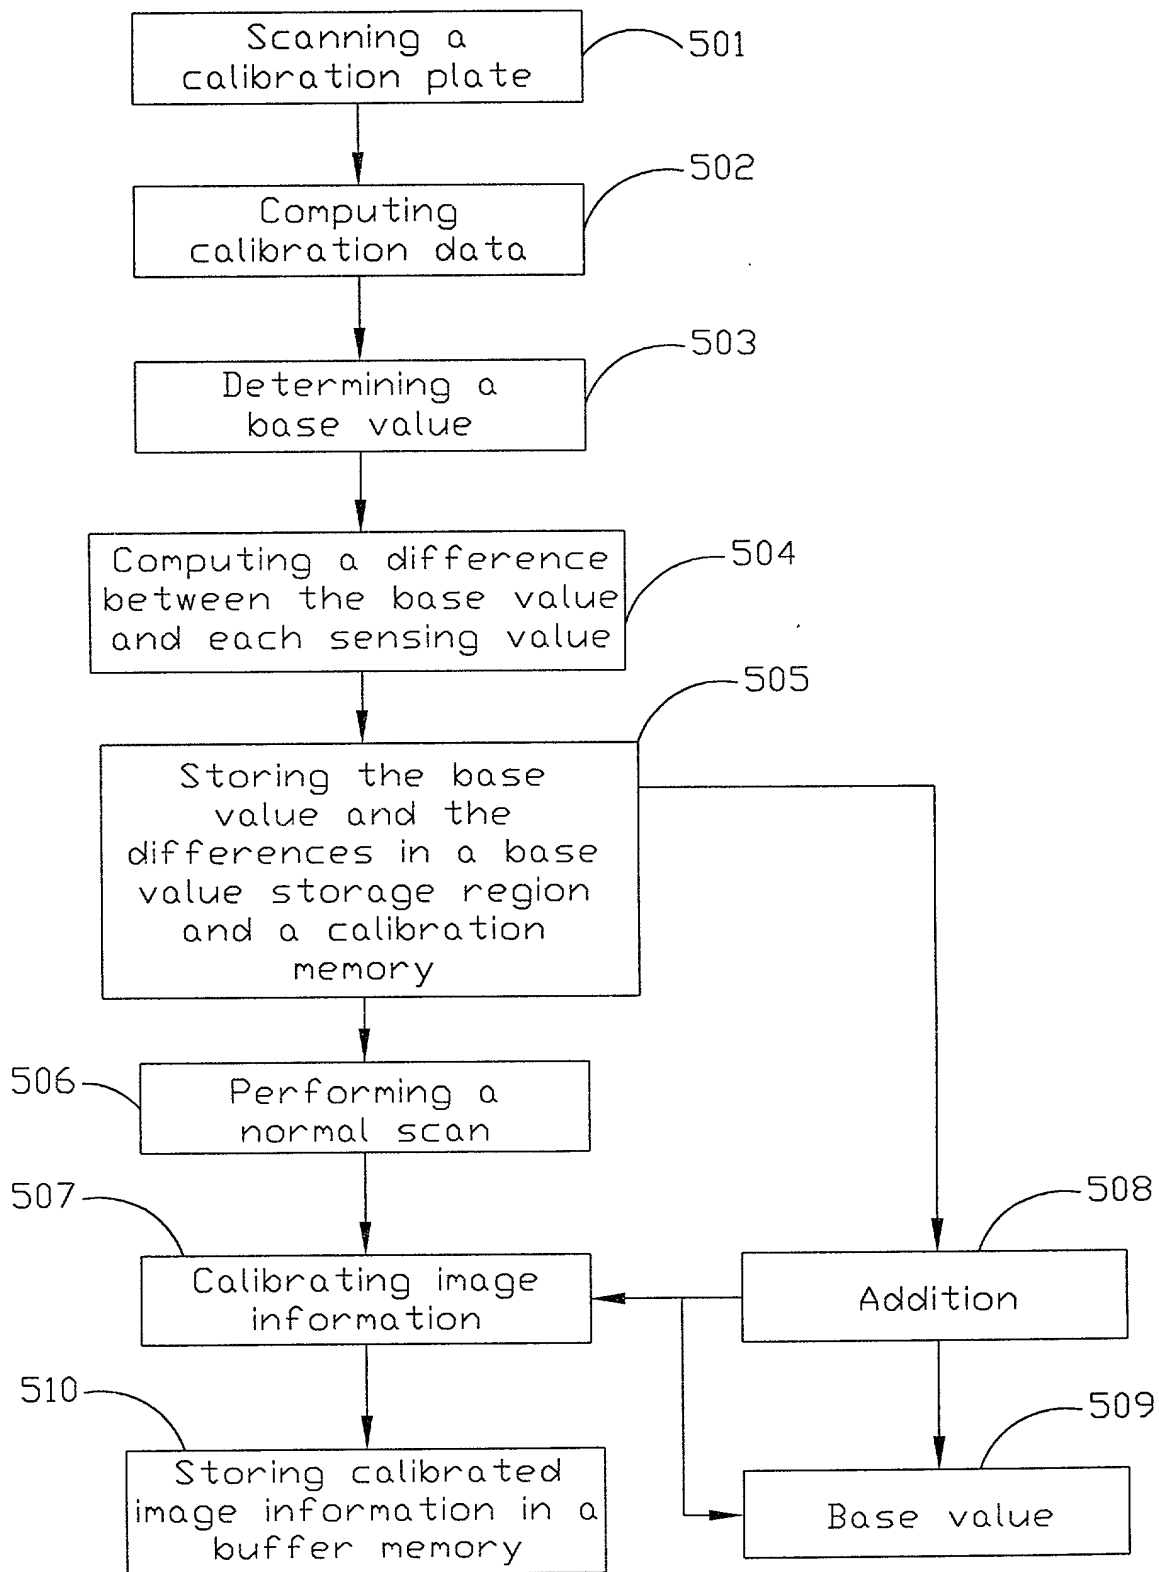 Scanning a
calibration plate
501
Computing
calibration data
502
Determining a
base value
503
Computing a difference
between the base value
and each sensing value
504
Storing the base
value and the
differences in a base
value storage region
and a calibration
memory
505
506
Performing a
normal scan
507
Calibrating image
information
Addition
508
510
Storing calibrated
image information in a
buffer memory
Base value
509